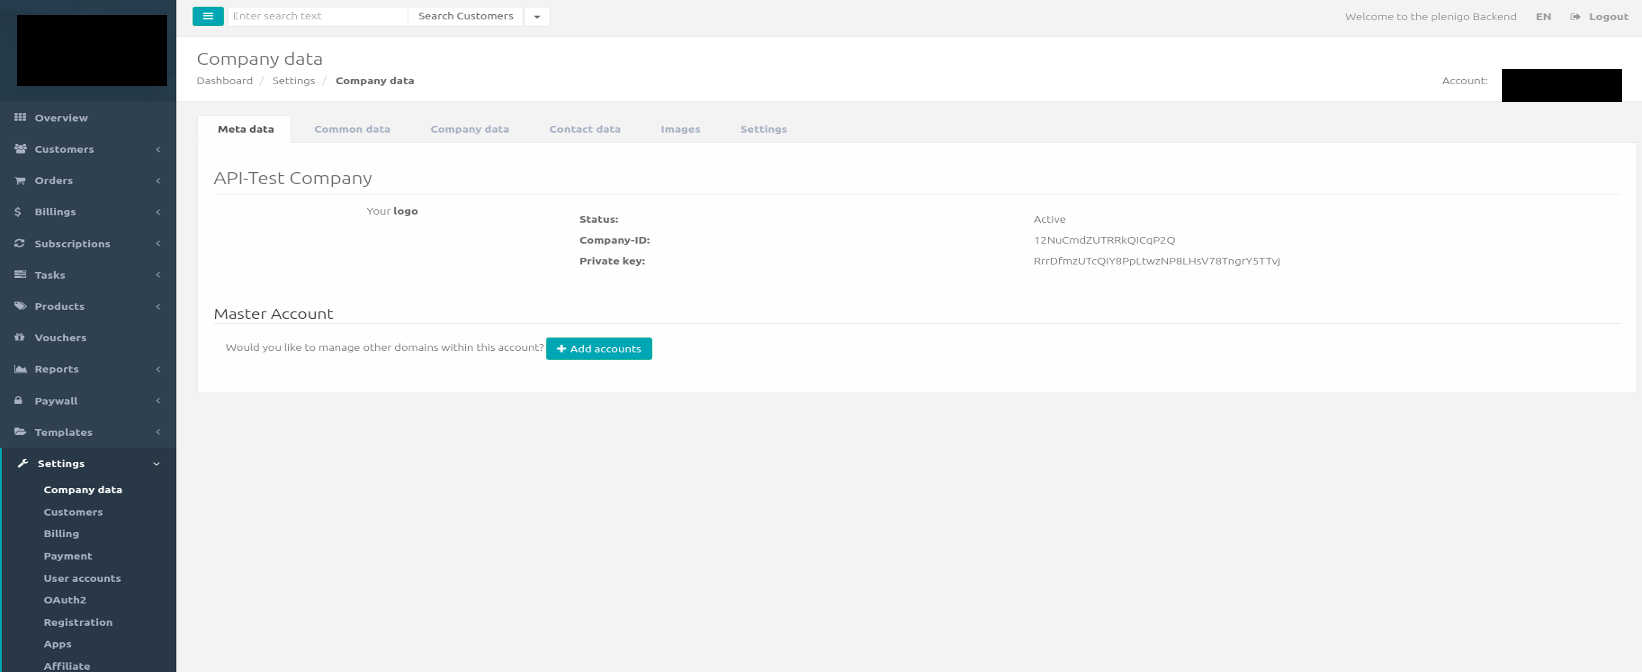 Enter search text Search Customers
Welcome to the plenigo Backend EN Logout
Company data
Dashboard / Settings / Company data
Account:
Overview
Customers
Orders
Billings
Subscriptions
Tasks
Products
Vouchers
Reports
Paywall
Templates
Settings
Company data
Customers
Billing
Payment
User accounts
OAuth2
Registration
Apps
Affiliate
Meta data Common data Company data Contact data Images Settings
API-Test Company
Your logo
Status: Active
Company-ID: 12NuCmdZUTRRkQiCqP2Q
Private key: RrrDfmzUTcQiY8PpLtwzNP8LHsV78TngrY5TTvj
Master Account
Would you like to manage other domains within this account? Add accounts